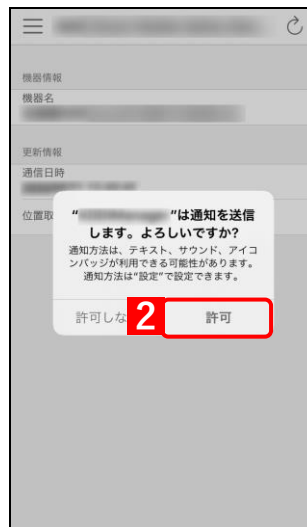 機器情報
機器名
更新情報
通信日時
位置取
“ ”は通知を送信
します。よろしいですか?
通知方法は、テキスト、サウンド、アイコ
ンバッジが利用できる可能性があります。
通知方法は“設定”で設定できます。
許可しな 2 許可